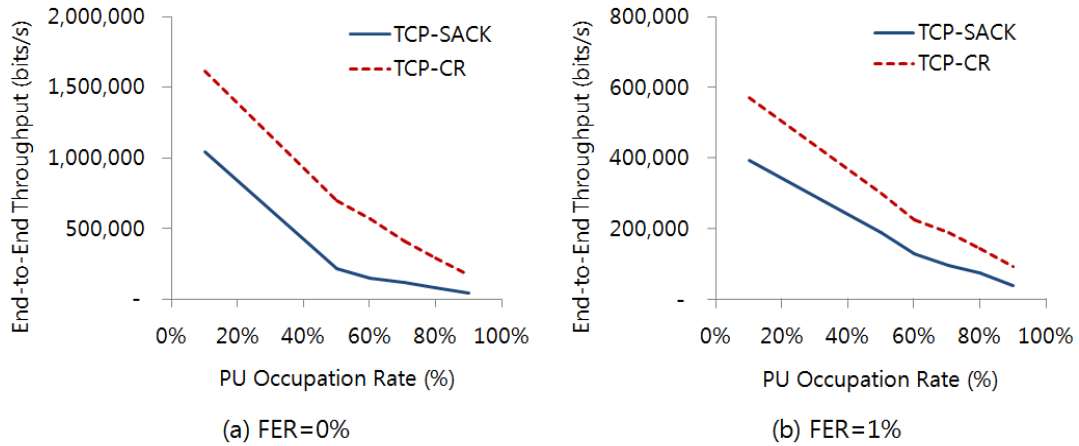 End-to-End Throughput (bits/s)
2,000,000
1,500,000
1,000,000
500,000
-
TCP-SACK
TCP-CR
0% 20% 40% 60% 80% 100%
PU Occupation Rate (%)
(a) FER=0%
End-to-End Throughput (bits/s)
800,000
600,000
400,000
200,000
-
TCP-SACK
TCP-CR
0% 20% 40% 60% 80% 100%
PU Occupation Rate (%)
(b) FER=1%